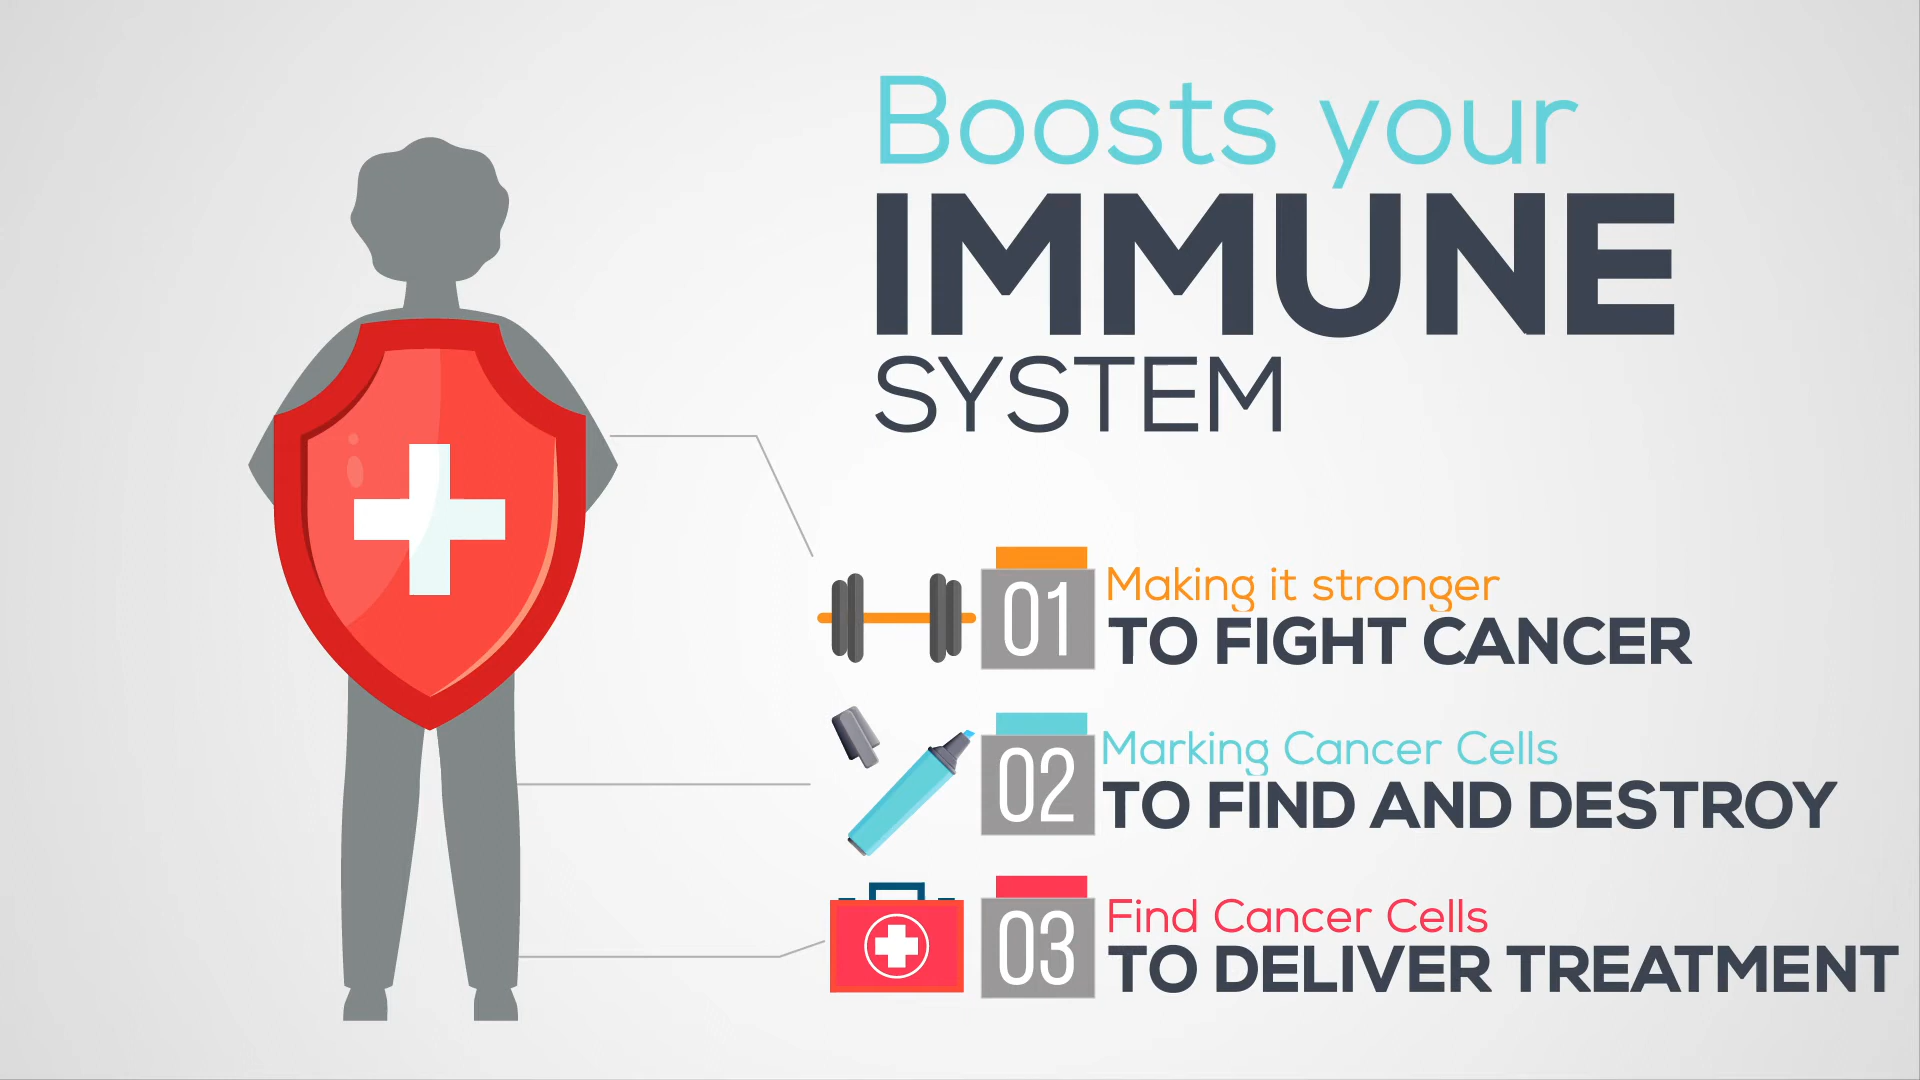 Boosts your
IMMUNE
SYSTEM
01
Making it stronger
TO FIGHT CANCER
02
Marking Cancer Cells
TO FIND AND DESTROY
03
Find Cancer Cells
TO DELIVER TREATMENT